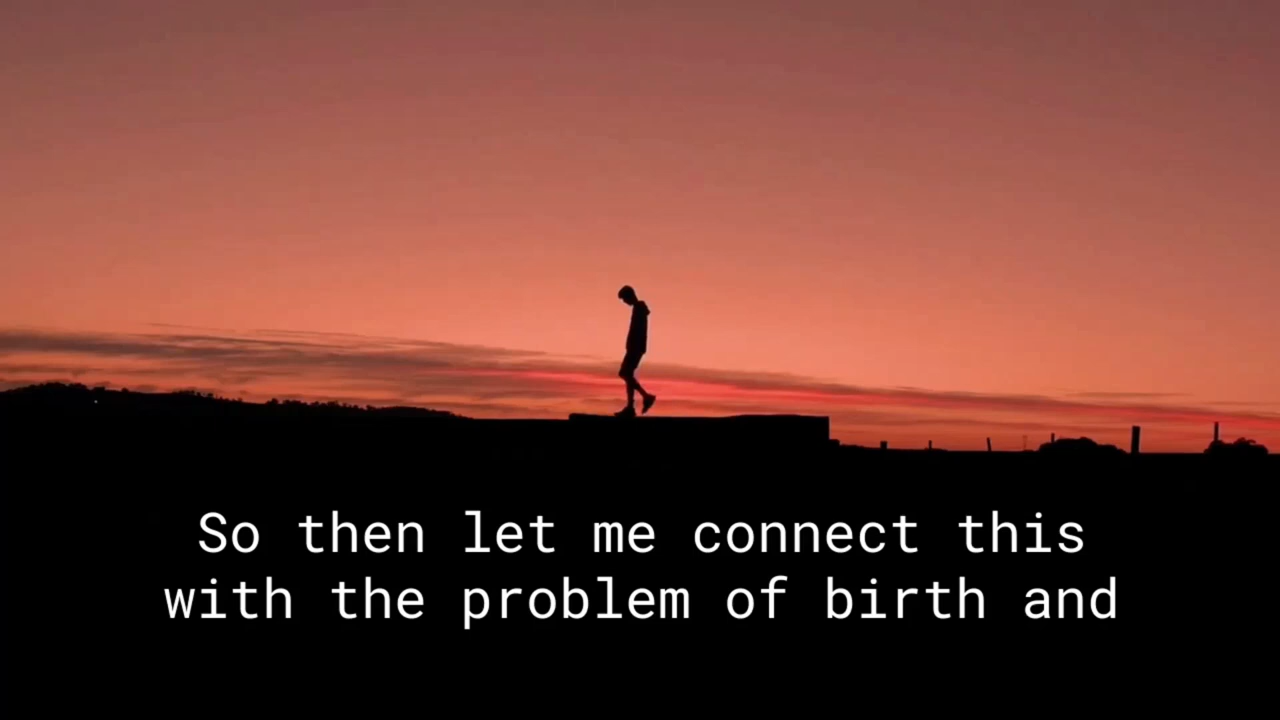 So then let me connect this
with the problem of birth and